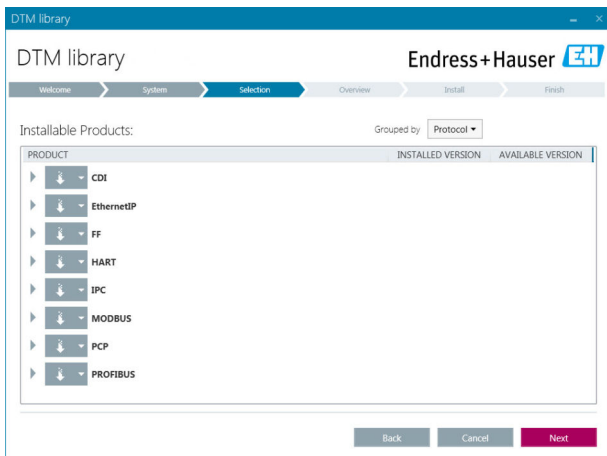 DTM library
DTM library
Endress+Hauser EH
Welcome System Selection Overview Install Finish
Installable Products: Grouped by Protocol
PRODUCT INSTALLED VERSION AVAILABLE VERSION
CDI
EthernetIP
FF
HART
IPC
MODBUS
PCP
PROFIBUS
Back Cancel Next